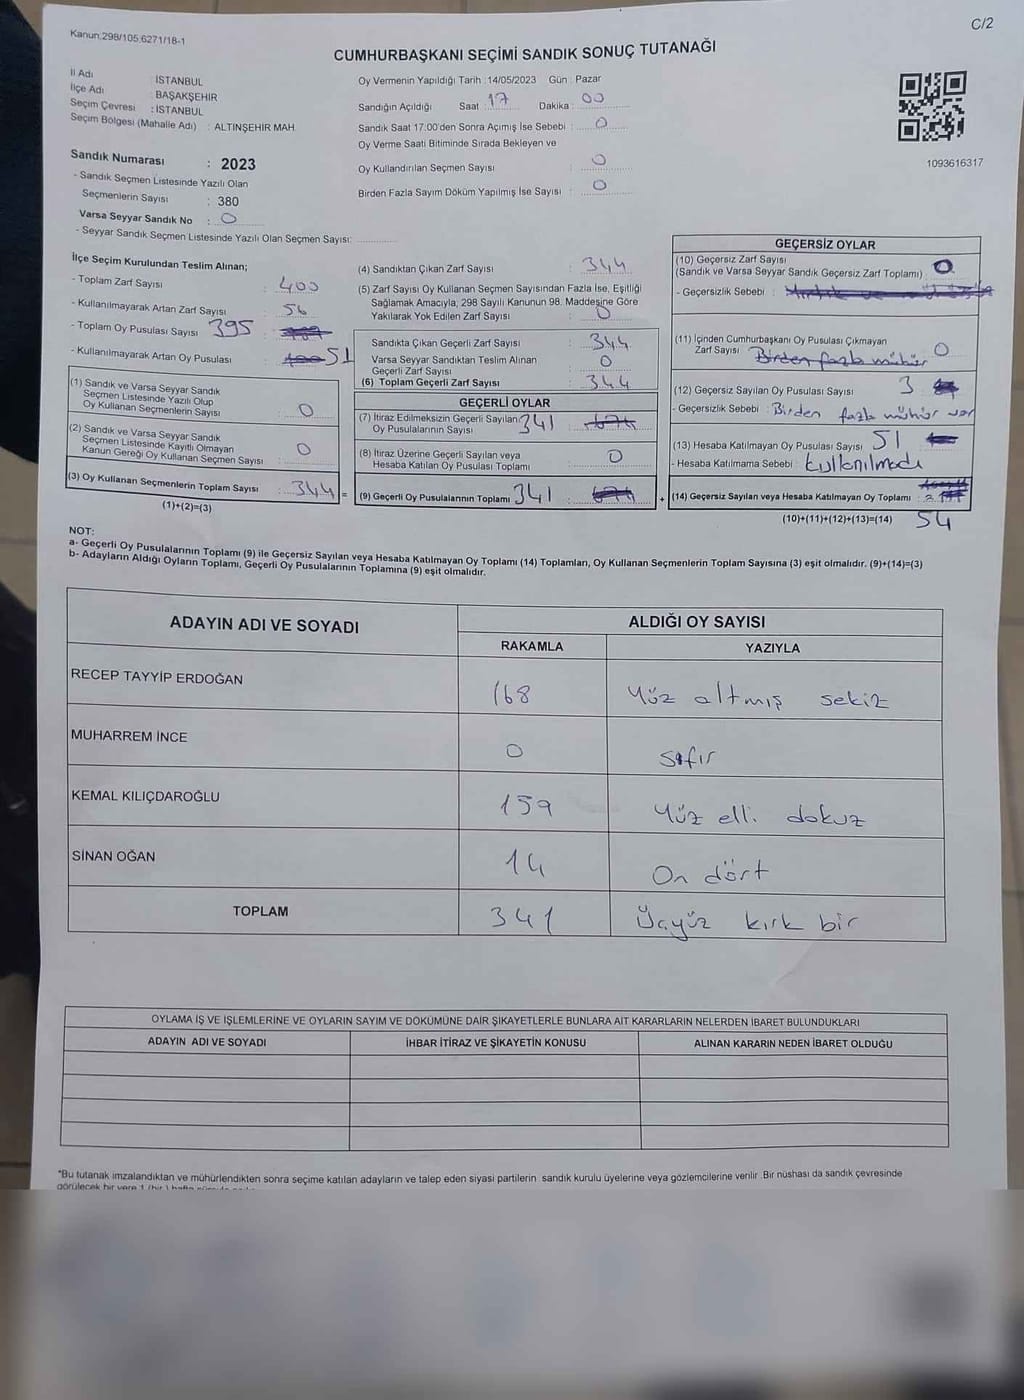 C/2
Kanun:298/105;6271/18-1
CUMHURBAŞKANI SEÇİMİ SANDIK SONUÇ TUTANAĞI
İl Adı : İSTANBUL
İlçe Adı : BAŞAKŞEHİR
Seçim Çevresi : İSTANBUL
Seçim Bölgesi (Mahalle Adı) : ALTINŞEHİR MAH.
Oy Vermenin Yapıldığı Tarih :14/05/2023 Gün : Pazar
Sandığın Açıldığı Saat : 17 Dakika : 00
Sandık Saat 17:00'den Sonra Açımış İse Sebebi : 0
Oy Verme Saati Bitiminde Sırada Bekleyen ve
Oy Kullandırılan Seçmen Sayısı : 0
Birden Fazla Sayım Döküm Yapılmış İse Sayısı : 0
1093616317
Sandık Numarası : 2023
- Sandık Seçmen Listesinde Yazılı Olan
Seçmenlerin Sayısı : 380
Varsa Seyyar Sandık No : 0
- Seyyar Sandık Seçmen Listesinde Yazılı Olan Seçmen Sayısı:
İlçe Seçim Kurulundan Teslim Alınan;
- Toplam Zarf Sayısı : 400
- Kullanılmayarak Artan Zarf Sayısı : 56
- Toplam Oy Pusulası Sayısı 395
- Kullanılmayarak Artan Oy Pusulası : 51
(1) Sandık ve Varsa Seyyar Sandık
Seçmen Listesinde Yazılı Olup
Oy Kullanan Seçmenlerin Sayısı : 0
(2) Sandık ve Varsa Seyyar Sandık
Seçmen Listesinde Kayıtlı Olmayan
Kanun Gereği Oy Kullanan Seçmen Sayısı : 0
(3) Oy Kullanan Seçmenlerin Toplam Sayısı : 344 =
(1)+(2)=(3)
(4) Sandıktan Çıkan Zarf Sayısı : 344
(5) Zarf Sayısı Oy Kullanan Seçmen Sayısından Fazla İse, Eşitliği
Sağlamak Amacıyla, 298 Sayılı Kanunun 98. Maddesine Göre
Yakılarak Yok Edilen Zarf Sayısı : 0
Sandıkta Çıkan Geçerli Zarf Sayısı : 344
Varsa Seyyar Sandıktan Teslim Alınan
Geçerli Zarf Sayısı : 0
(6) Toplam Geçerli Zarf Sayısı : 344
GEÇERLİ OYLAR
(7) İtiraz Edilmeksizin Geçerli Sayılan 341
Oy Pusulalarının Sayısı : 674
(8) İtiraz Üzerine Geçerli Sayılan veya
Hesaba Katılan Oy Pusulası Toplamı : 0
(9) Geçerli Oy Pusulalarının Toplamı 341 : +
GEÇERSİZ OYLAR
(10) Geçersiz Zarf Sayısı
(Sandık ve Varsa Seyyar Sandık Geçersiz Zarf Toplamı) : 0
- Geçersizlik Sebebi :
(11) İçinden Cumhurbaşkanı Oy Pusulası Çıkmayan
Zarf Sayısı : Birden fazla mühür 0
(12) Geçersiz Sayılan Oy Pusulası Sayısı : 3
- Geçersizlik Sebebi : Birden fazla mühür var
(13) Hesaba Katılmayan Oy Pusulası Sayısı : 51
- Hesaba Katılmama Sebebi : kullanılmadı
(14) Geçersiz Sayılan veya Hesaba Katılmayan Oy Toplamı :
(10)+(11)+(12)+(13)=(14) 54
NOT:
a- Geçerli Oy Pusulalarının Toplamı (9) ile Geçersiz Sayılan veya Hesaba Katılmayan Oy Toplamı (14) Toplamları, Oy Kullanan Seçmenlerin Toplam Sayısına (3) eşit olmalıdır. (9)+(14)=(3)
b- Adayların Aldığı Oyların Toplamı, Geçerli Oy Pusulalarının Toplamına (9) eşit olmalıdır.
ADAYIN ADI VE SOYADI ALDIĞI OY SAYISI
RAKAMLA YAZIYLA
RECEP TAYYİP ERDOĞAN 168 Yüz altmış sekiz
MUHARREM İNCE 0 Sıfır
KEMAL KILIÇDAROĞLU 159 Yüz elli dokuz
SİNAN OĞAN 14 On dört
TOPLAM 341 Üçyüz kırk bir
OYLAMA İŞ VE İŞLEMLERİNE VE OYLARIN SAYIM VE DÖKÜMÜNE DAİR ŞİKAYETLERLE BUNLARA AİT KARARLARIN NELERDEN İBARET BULUNDUKLARI
ADAYIN ADI VE SOYADI İHBAR İTİRAZ VE ŞİKAYETİN KONUSU ALINAN KARARIN NEDEN İBARET OLDUĞU
*Bu tutanak imzalandıktan ve mühürlendikten sonra seçime katılan adayların ve talep eden siyasi partilerin sandık kurulu üyelerine veya gözlemcilerine verilir. Bir nüshası da sandık çevresinde